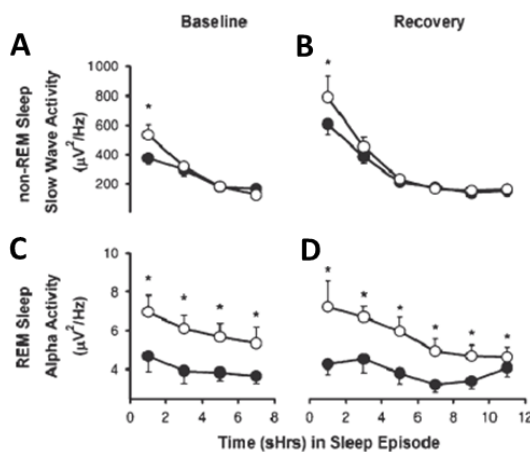 Baseline Recovery
A B
non-REM Sleep
Slow Wave Activity
(µV²/Hz)
1000
800
600
400
200
*
*
C D
REM Sleep
Alpha Activity
(µV²/Hz)
10
8
6
4
* * * *
* * * * * *
0 2 4 6 8 0 2 4 6 8 10 12
Time (sHrs) in Sleep Episode